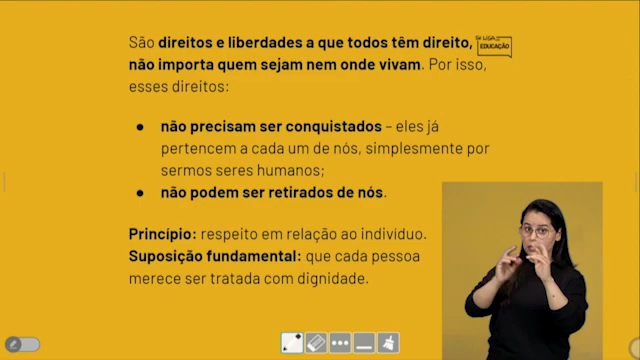 São direitos e liberdades a que todos têm direito,
SE LIGA...
EDUCAÇÃO
não importa quem sejam nem onde vivam. Por isso,
esses direitos:
● não precisam ser conquistados – eles já
pertencem a cada um de nós, simplesmente por
sermos seres humanos;
● não podem ser retirados de nós.
Princípio: respeito em relação ao indivíduo.
Suposição fundamental: que cada pessoa
merece ser tratada com dignidade.